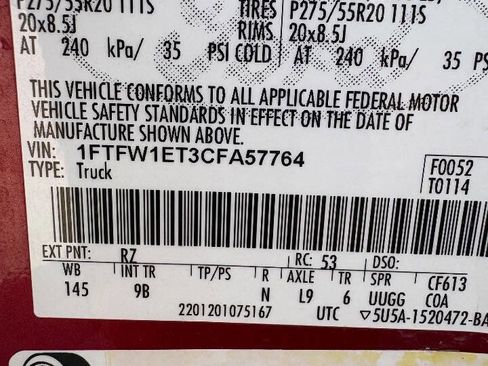 P275/55R20 111S TIRES P275/55R20 111S
20x8.5J RIMS 20x8.5J
AT 240 kPa/ 35 PSI COLD AT 240 kPa/ 35 PS
THIS VEHICLE CONFORMS TO ALL APPLICABLE FEDERAL MOTOR
VEHICLE SAFETY STANDARDS IN EFFECT ON THE DATE OF
MANUFACTURE SHOWN ABOVE.
VIN: 1FTFW1ET3CFA57764 F0052
TYPE: Truck T0114
EXT PNT: RZ RC: 53 DSO:
WB INT TR TP/PS R AXLE TR SPR CF613
145 9B N L9 6 UUGG COA
2201201075167 UTC ▽5U5A-1520472-BA